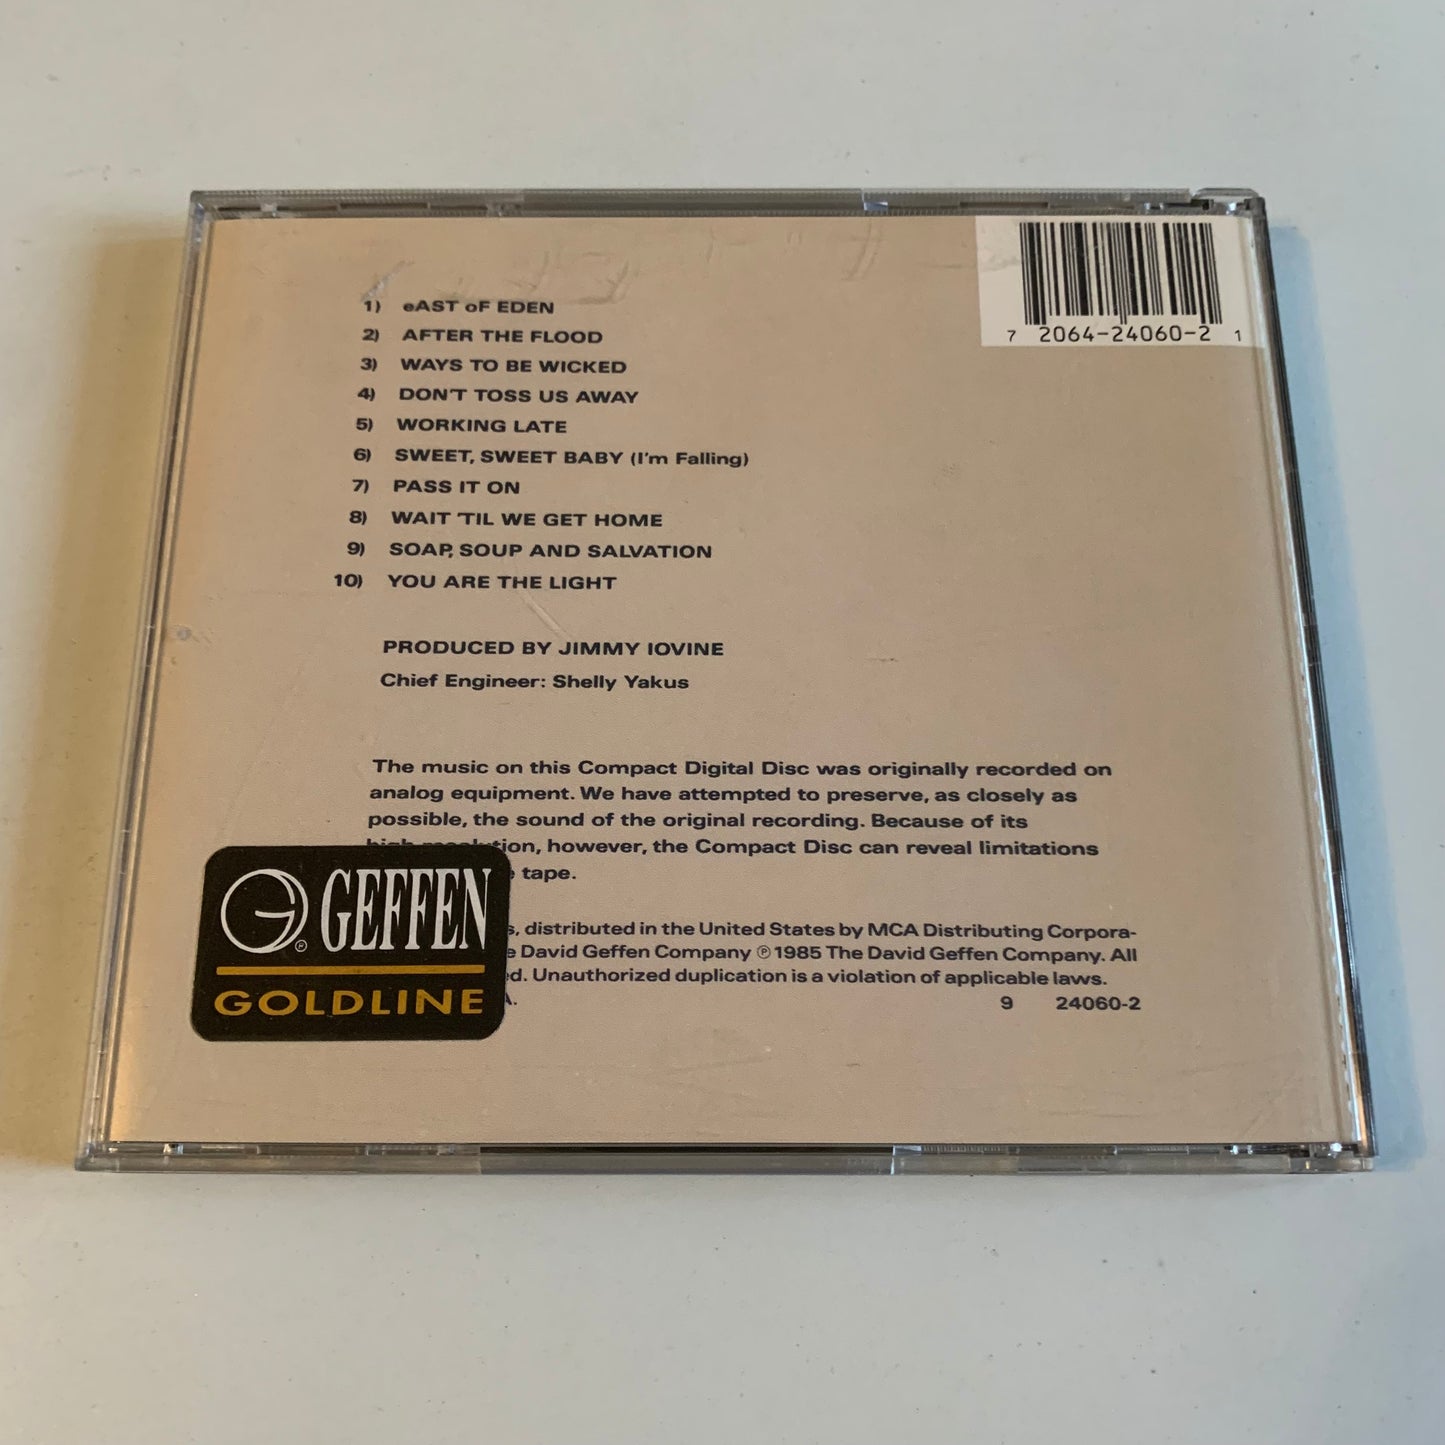 7 2064-24060-2 1
1) eAST oF EDEN
2) AFTER THE FLOOD
3) WAYS TO BE WICKED
4) DON'T TOSS US AWAY
5) WORKING LATE
6) SWEET, SWEET BABY (I'm Falling)
7) PASS IT ON
8) WAIT 'TIL WE GET HOME
9) SOAP, SOUP AND SALVATION
10) YOU ARE THE LIGHT
PRODUCED BY JIMMY IOVINE
Chief Engineer: Shelly Yakus
The music on this Compact Digital Disc was originally recorded on
analog equipment. We have attempted to preserve, as closely as
possible, the sound of the original recording. Because of its
high resolution, however, the Compact Disc can reveal limitations
tape.
distributed in the United States by MCA Distributing Corpora-
David Geffen Company ℗ 1985 The David Geffen Company. All
Unauthorized duplication is a violation of applicable laws.
9 24060-2
GEFFEN
GOLDLINE